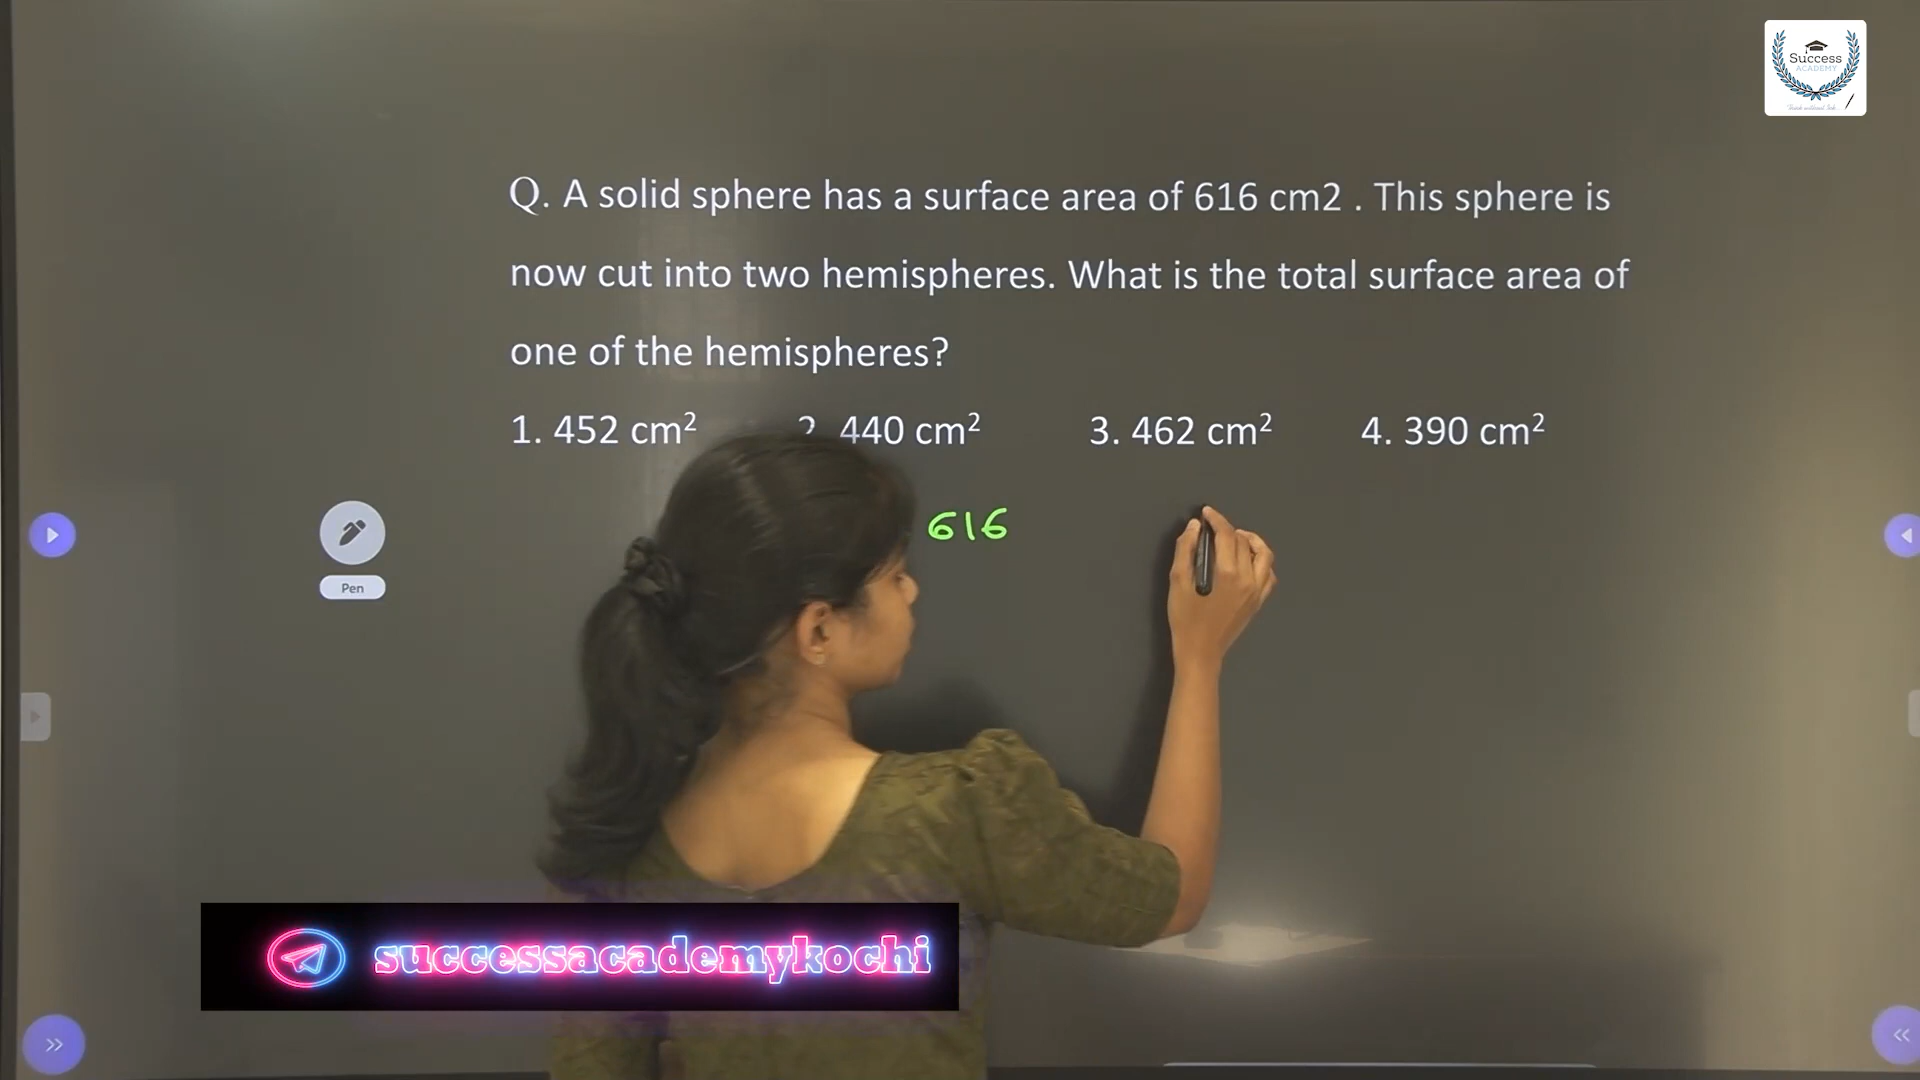 Success
ACADEMY
Q. A solid sphere has a surface area of 616 cm2 . This sphere is
now cut into two hemispheres. What is the total surface area of
one of the hemispheres?
1. 452 cm² 2. 440 cm² 3. 462 cm² 4. 390 cm²
616
Pen
successacademykochi